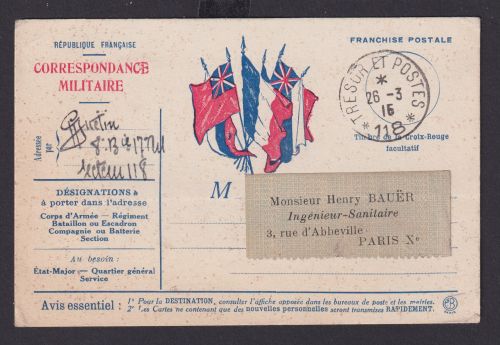 RÉPUBLIQUE FRANÇAISE
CORRESPONDANCE
MILITAIRE
FRANCHISE POSTALE
TRÉSOR ET POSTES
*
26-3
15
* 118 *
Timbre de la Croix-Rouge
facultatif
Adressée
par
Secteur 118
DÉSIGNATIONS à
à porter dans l'adresse
Corps d'Armée — Régiment
Bataillon ou Escadron
Compagnie ou Batterie
Section
Au besoin :
État-Major — Quartier général
Service
M
Monsieur Henry BAUËR
Ingénieur-Sanitaire
3, rue d'Abbeville
PARIS Xe
Avis essentiel :
1° Pour la DESTINATION, consulter l'affiche apposée dans les bureaux de poste et les mairies.
2° Les Cartes ne contenant que des nouvelles personnelles seront transmises RAPIDEMENT.